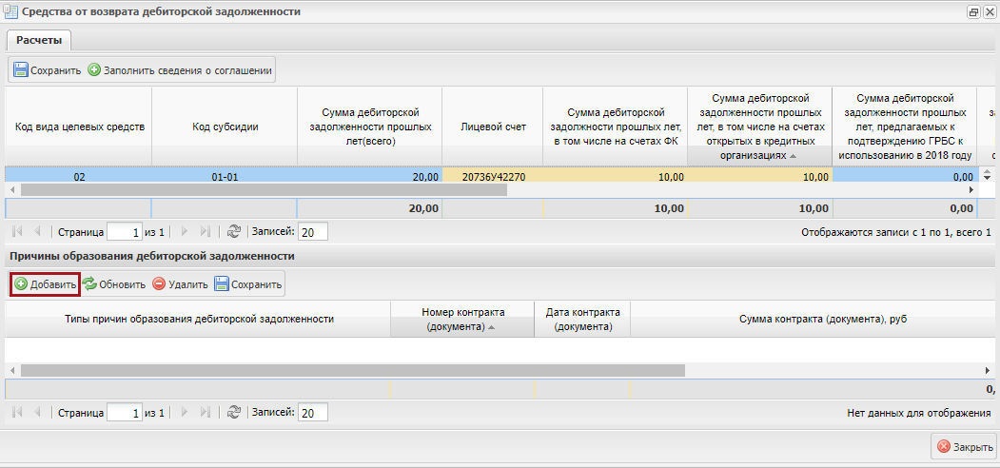 Средства от возврата дебиторской задолженности
Расчеты
Сохранить Заполнить сведения о соглашении
Код вида целевых средств
Код субсидии
Сумма дебиторской
задолженности прошлых
лет(всего)
Лицевой счет
Сумма дебиторской
задолжности прошлых лет,
в том числе на счетах ФК
Сумма дебиторской
задолженности прошлых
лет, в том числе на счетах
открытых в кредитных
организациях
Сумма дебиторской
задолженности прошлых
лет, предлагаемых к
подтверждению ГРБС к
использованию в 2018 году
02 01-01 20,00 20736У42270 10,00 10,00 0,00
20,00 10,00 10,00 0,00
Страница 1 из 1 Записей: 20 Отображаются записи с 1 по 1, всего 1
Причины образования дебиторской задолженности
Добавить Обновить Удалить Сохранить
Типы причин образования дебиторской задолженности
Номер контракта
(документа)
Дата контракта
(документа)
Сумма контракта (документа), руб
0,
Страница 1 из 1 Записей: 20 Нет данных для отображения
Закрыть